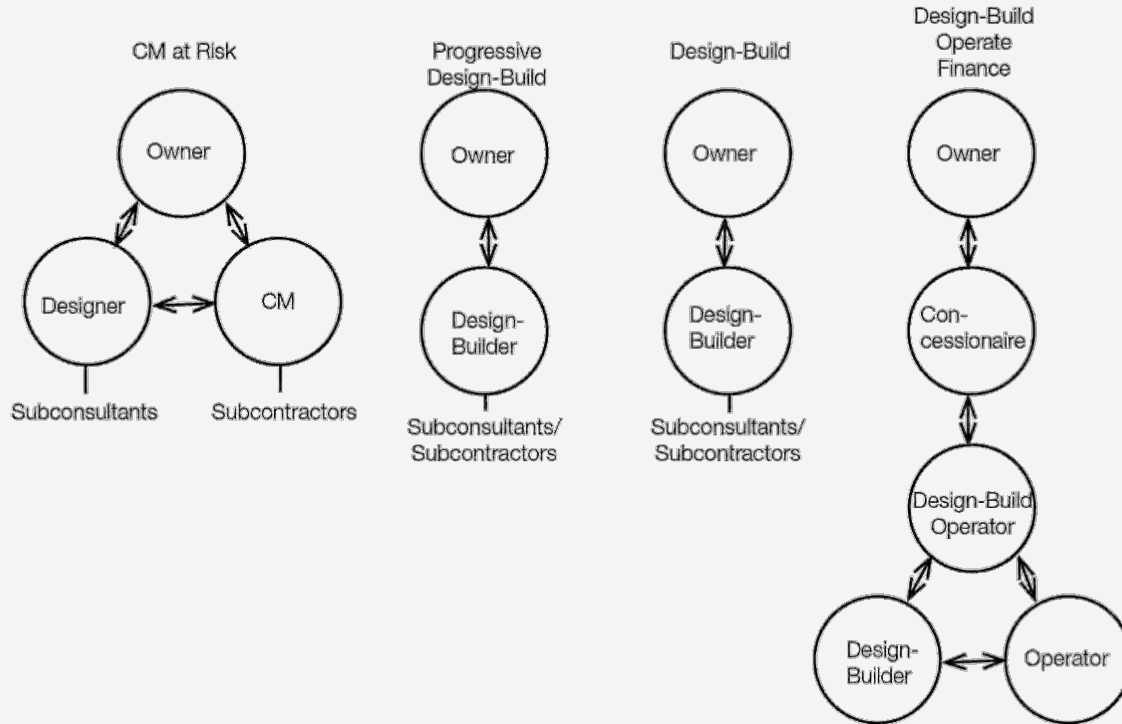 CM at Risk
Owner
Designer
CM
Subconsultants
Subcontractors
Progressive
Design-Build
Owner
Design-
Builder
Subconsultants/
Subcontractors
Design-Build
Owner
Design-
Builder
Subconsultants/
Subcontractors
Design-Build
Operate
Finance
Owner
Con-
cessionaire
Design-Build
Operator
Design-
Builder
Operator